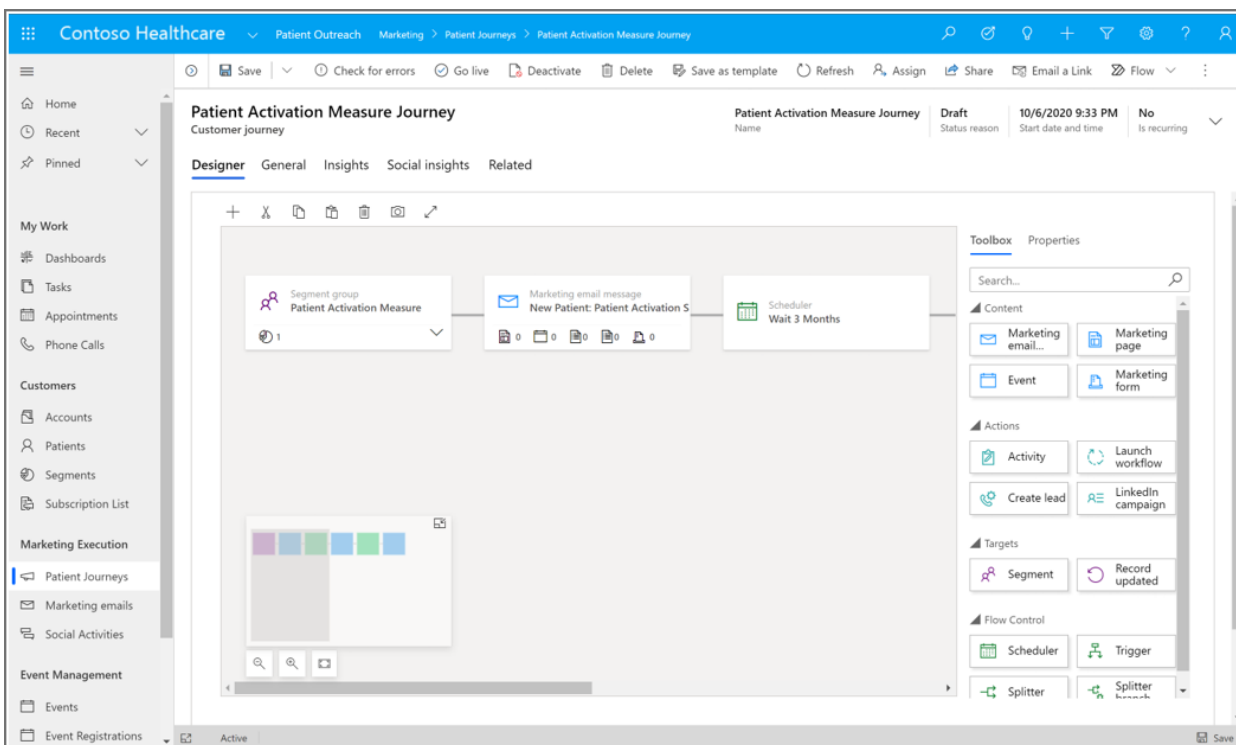 Contoso Healthcare
Patient Outreach
Marketing > Patient Journeys > Patient Activation Measure Journey
Save
Check for errors
Go live
Deactivate
Delete
Save as template
Refresh
Assign
Share
Email a Link
Flow
Home
Recent
Pinned
My Work
Dashboards
Tasks
Appointments
Phone Calls
Customers
Accounts
Patients
Segments
Subscription List
Marketing Execution
Patient Journeys
Marketing emails
Social Activities
Event Management
Events
Event Registrations
Patient Activation Measure Journey
Customer journey
Patient Activation Measure Journey
Name
Draft
Status reason
10/6/2020 9:33 PM
Start date and time
No
Is recurring
Designer
General
Insights
Social insights
Related
Segment group
Patient Activation Measure
1
Marketing email message
New Patient: Patient Activation S
0
0
0
0
0
Scheduler
Wait 3 Months
Toolbox
Properties
Search...
Content
Marketing
email...
Marketing
page
Event
Marketing
form
Actions
Activity
Launch
workflow
Create lead
LinkedIn
campaign
Targets
Segment
Record
updated
Flow Control
Scheduler
Trigger
Splitter
Splitter
branch
Active
Save